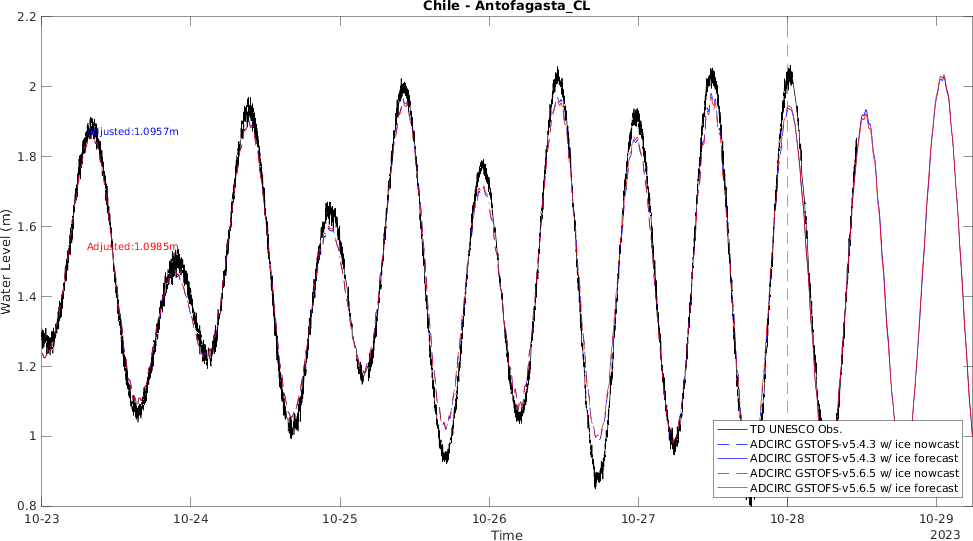 Chile - Antofagasta_CL
2.2
2
1.8
1.6
1.4
1.2
1
0.8
Water Level (m)
Adjusted:1.0957m
Adjusted:1.0985m
TD UNESCO Obs.
ADCIRC GSTOFS-v5.4.3 w/ ice nowcast
ADCIRC GSTOFS-v5.4.3 w/ ice forecast
ADCIRC GSTOFS-v5.6.5 w/ ice nowcast
ADCIRC GSTOFS-v5.6.5 w/ ice forecast
10-23 10-24 10-25 10-26 10-27 10-28 10-29
Time
2023